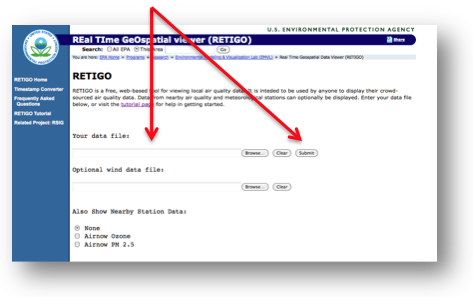 U.S. ENVIRONMENTAL PROTECTION AGENCY
REal TIme GeOspatial Viewer (RETIGO)
Share
Search: All EPA This Area Go
You are here: EPA Home » Programs » Research » Environmental Modeling & Visualization Lab (EMVL) » Real Time Geospatial Data Viewer (RETIGO)
RETIGO Home
Timestamp Converter
Frequently Asked
Questions
RETIGO Tutorial
Related Project: RSIG
RETIGO
RETIGO is a free, web-based tool for viewing local air quality data. It is inteded to be used by anyone to display their crowd-
sourced air quality data. Data from nearby air quality and meteorological stations can optionally be displayed. Enter your data file
below, or visit the tutorial page for help in getting started.
Your data file:
Browse... Clear Submit
Optional wind data file:
Browse... Clear
Also Show Nearby Station Data:
None
Airnow Ozone
Airnow PM 2.5